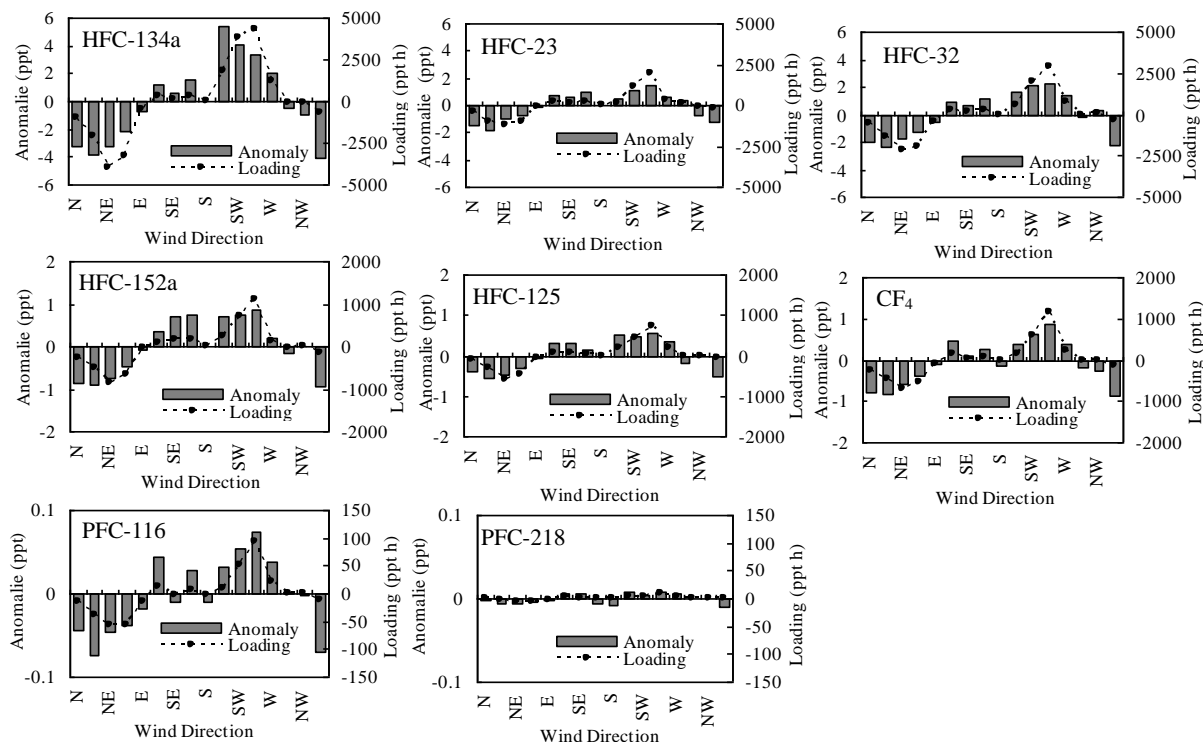 HFC-134a
Anomalie (ppt)
6
4
2
0
-2
-4
-6
5000
2500
0
-2500
-5000
Loading (ppt h)
Anomaly
Loading
N NE E SE S SW W NW
Wind Direction
HFC-23
Anomalie (ppt)
6
4
2
0
-2
-4
-6
5000
2500
0
-2500
-5000
Loading (ppt h)
Anomaly
Loading
N NE E SE S SW W NW
Wind Direction
HFC-32
Anomalie (ppt)
6
4
2
0
-2
-4
-6
5000
2500
0
-2500
-5000
Loading (ppt h)
Anomaly
Loading
N NE E SE S SW W NW
Wind Direction
HFC-152a
Anomalie (ppt)
2
1
0
-1
-2
2000
1000
0
-1000
-2000
Loading (ppt h)
Anomaly
Loading
N NE E SE S SW W NW
Wind Direction
HFC-125
Anomalie (ppt)
2
1
0
-1
-2
2000
1000
0
-1000
-2000
Loading (ppt h)
Anomaly
Loading
N NE E SE S SW W NW
Wind Direction
CF₄
Anomalie (ppt)
2
1
0
-1
-2
2000
1000
0
-1000
-2000
Loading (ppt h)
Anomaly
Loading
N NE E SE S SW W NW
Wind Direction
PFC-116
Anomalie (ppt)
0.1
0
-0.1
150
100
50
0
-50
-100
-150
Loading (ppt h)
Anomaly
Loading
N NE E SE S SW W NW
Wind Direction
PFC-218
Anomalie (ppt)
0.1
0
-0.1
150
100
50
0
-50
-100
-150
Loading (ppt h)
Anomaly
Loading
N NE E SE S SW W NW
Wind Direction